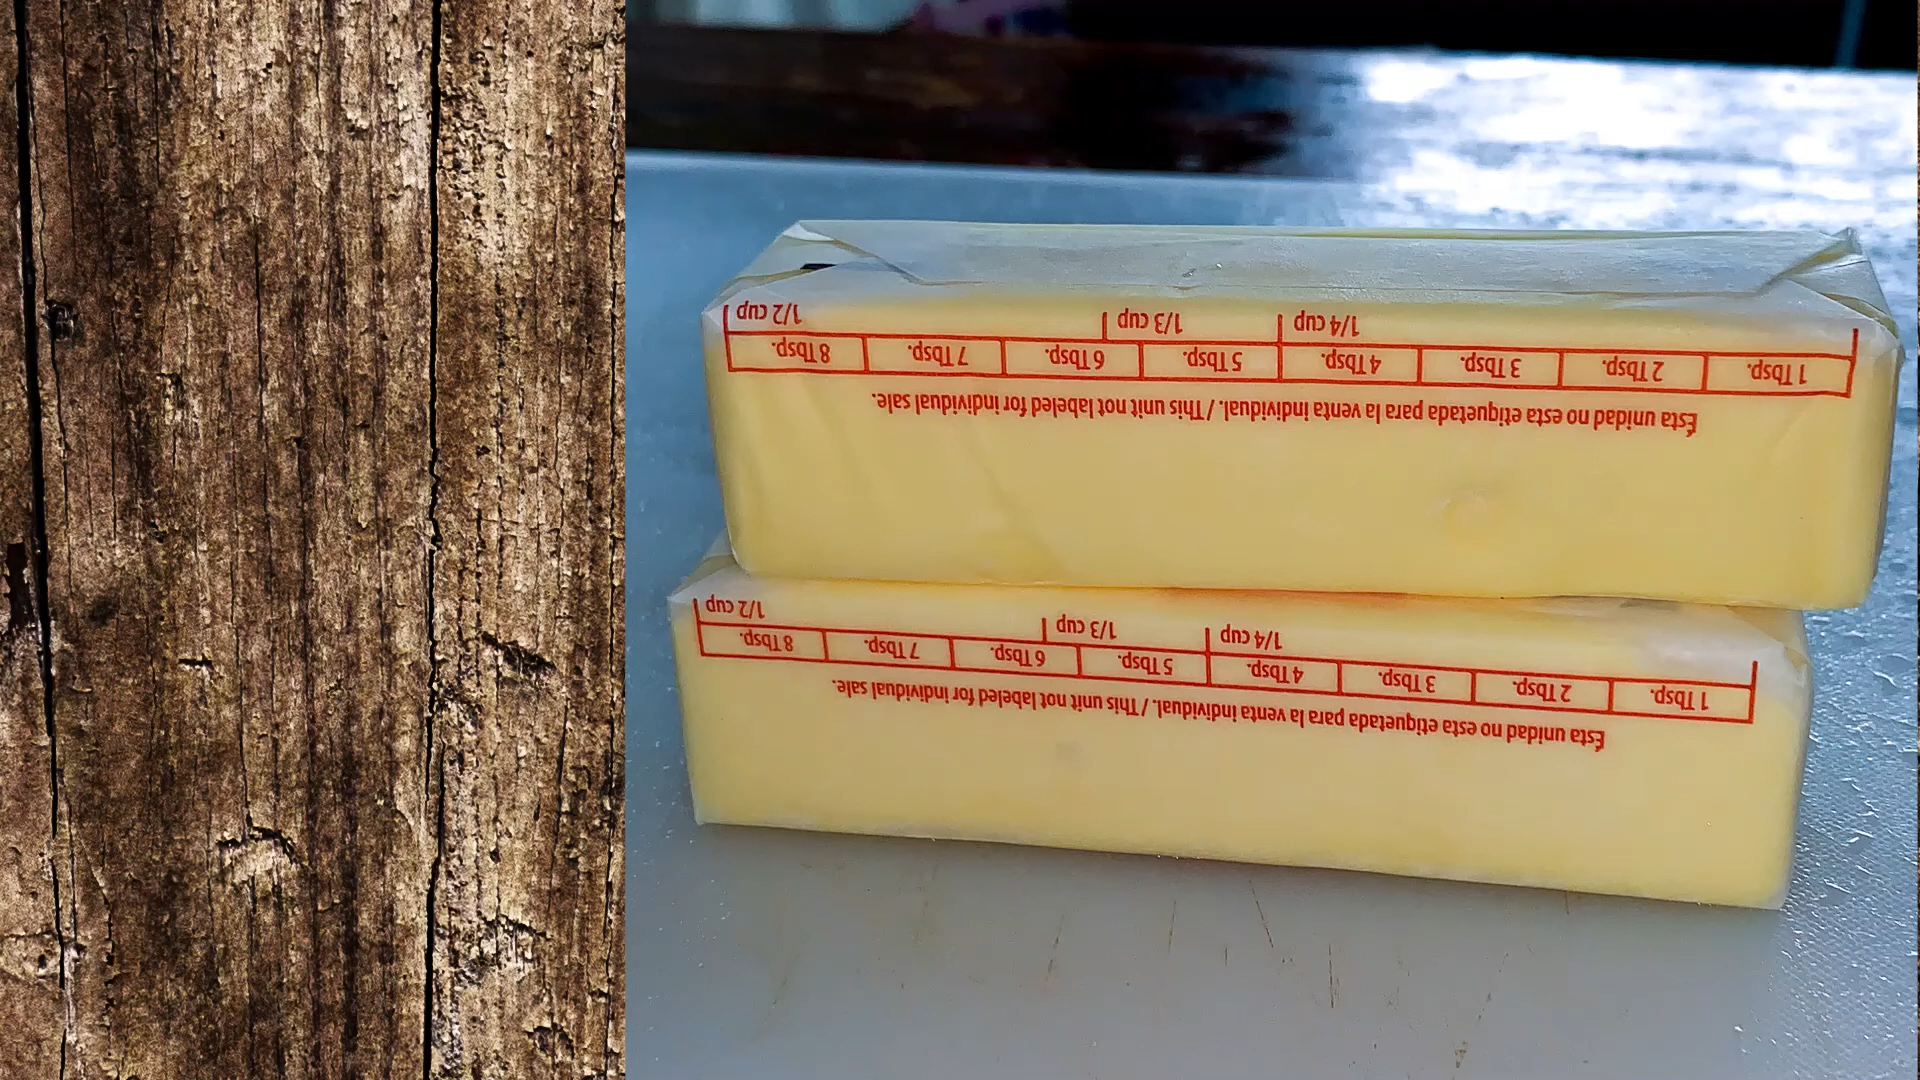 Ésta unidad no esta etiquetada para la venta individual. / This unit not labeled for individual sale.
1 Tbsp. 2 Tbsp. 3 Tbsp. 4 Tbsp. 5 Tbsp. 6 Tbsp. 7 Tbsp. 8 Tbsp.
1/4 cup 1/3 cup 1/2 cup
Ésta unidad no esta etiquetada para la venta individual. / This unit not labeled for individual sale.
1 Tbsp. 2 Tbsp. 3 Tbsp. 4 Tbsp. 5 Tbsp. 6 Tbsp. 7 Tbsp. 8 Tbsp.
1/4 cup 1/3 cup 1/2 cup